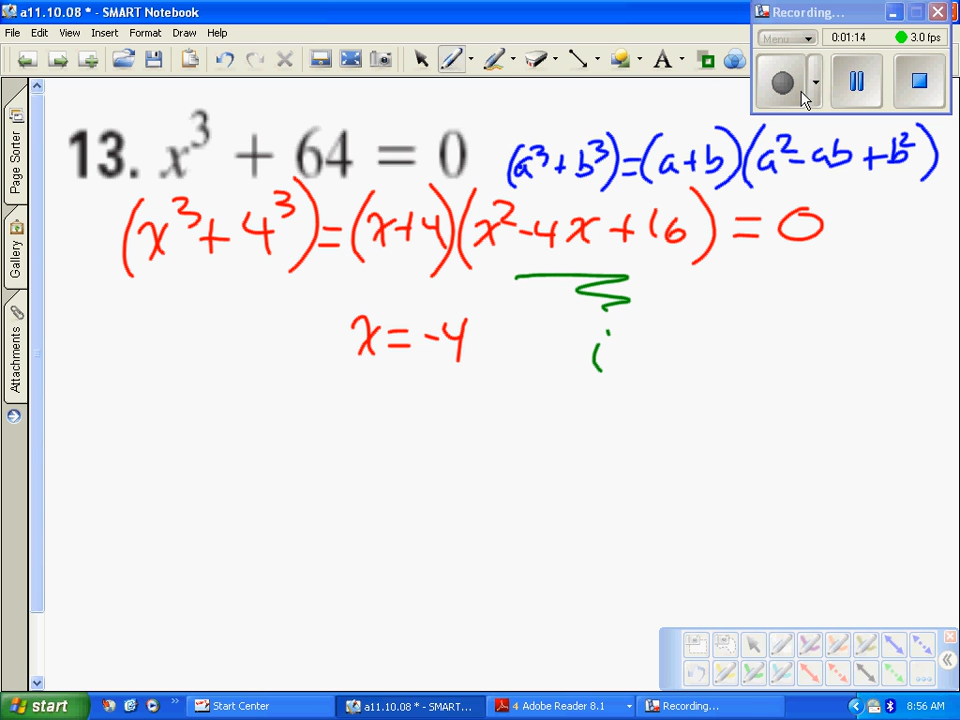 a11.10.08 * - SMART Notebook
Recording...
File Edit View Insert Format Draw Help
Menu 0:01:14 3.0 fps
A
Page Sorter
Gallery
Attachments
13. x³ + 64 = 0
(a³ + b³) = (a + b)(a² - ab + b²)
(x³ + 4³) = (x + 4)(x² - 4x + 16) = 0
x = -4
i
start
Start Center
a11.10.08 * - SMART...
4 Adobe Reader 8.1
Recording...
8:56 AM